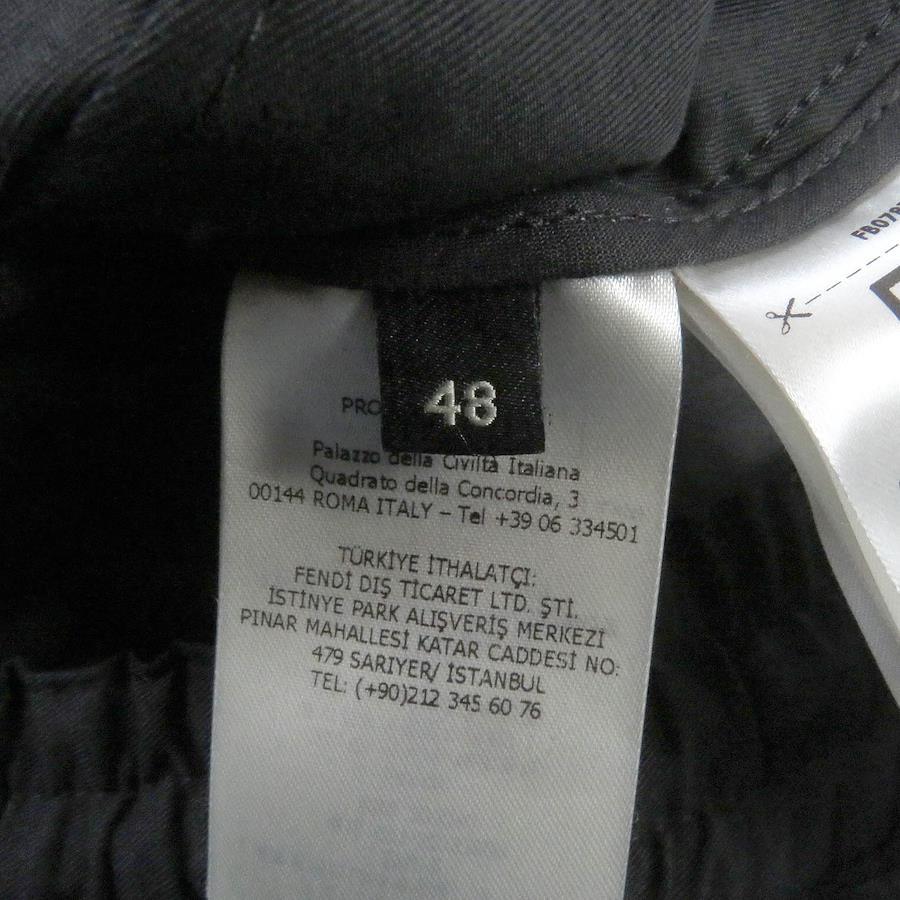 48
Palazzo della Civiltà Italiana
Quadrato della Concordia, 3
00144 ROMA ITALY – Tel +39 06 334501
TÜRKİYE İTHALATÇI:
FENDİ DIŞ TİCARET LTD. ŞTİ.
İSTİNYE PARK ALIŞVERİŞ MERKEZİ
PINAR MAHALLESİ KATAR CADDESİ NO:
479 SARIYER/ İSTANBUL
TEL: (+90)212 345 60 76